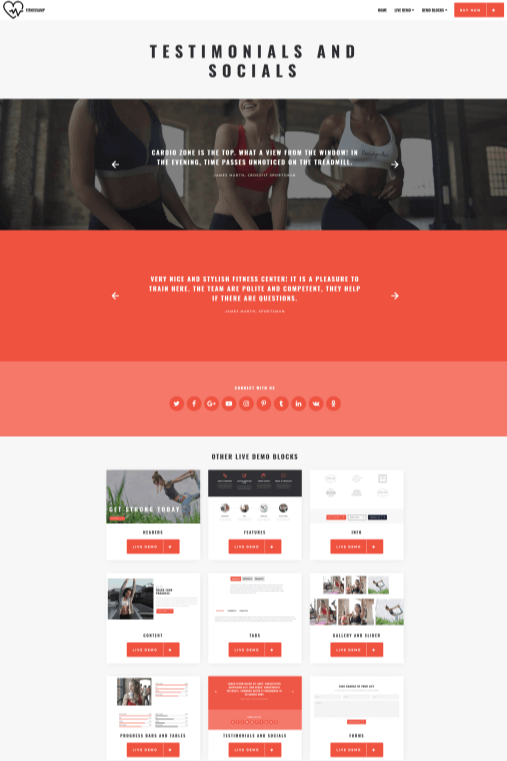 HOME LIVE DEMO DEMO BLOCKS BUY NOW
TESTIMONIALS AND
SOCIALS
CARDIO ZONE IS THE TOP. WHAT A VIEW FROM THE WINDOW! IN
THE EVENING, TIME PASSES UNNOTICED ON THE TREADMILL.
JAMES MARTH, CROSSFIT SPORTSMAN
VERY NICE AND STYLISH FITNESS CENTER! IT IS A PLEASURE TO
TRAIN HERE. THE TEAM ARE POLITE AND COMPETENT, THEY HELP
IF THERE ARE QUESTIONS.
JAMES MARTH, SPORTSMAN
CONNECT WITH US
OTHER LIVE DEMO BLOCKS
GET STRONG TODAY
HEADERS
LIVE DEMO
FEATURES
LIVE DEMO
INFO
LIVE DEMO
CONTENT
LIVE DEMO
TABS
LIVE DEMO
GALLERY AND SLIDER
LIVE DEMO
PROGRESS BARS AND TABLES
LIVE DEMO
TESTIMONIALS AND SOCIALS
LIVE DEMO
FORMS
LIVE DEMO